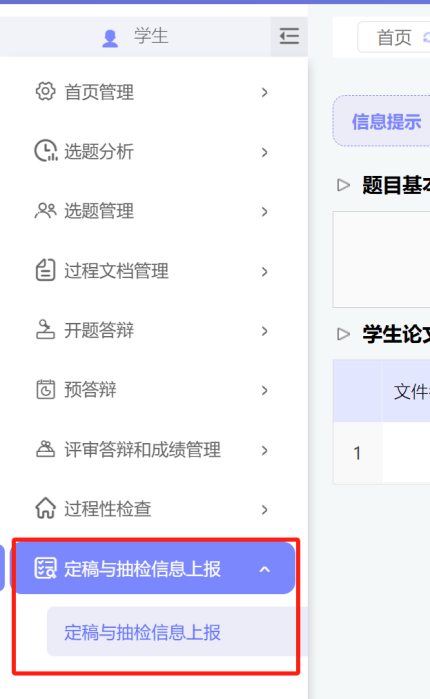 学生
首页
首页管理
选题分析
选题管理
过程文档管理
开题答辩
预答辩
评审答辩和成绩管理
过程性检查
定稿与抽检信息上报
定稿与抽检信息上报
信息提示
题目基本
学生论文
文件
1